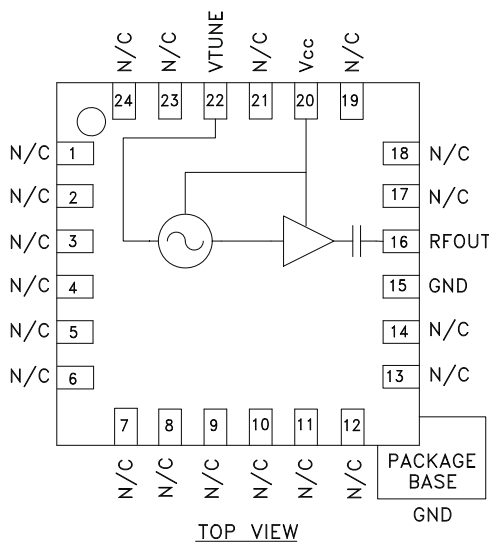 N/C N/C VTUNE N/C Vcc N/C
24 23 22 21 20 19
N/C 1 18 N/C
N/C 2 17 N/C
N/C 3 16 RFOUT
N/C 4 15 GND
N/C 5 14 N/C
N/C 6 13 N/C
7 8 9 10 11 12
N/C N/C N/C N/C N/C N/C
PACKAGE
BASE
GND
TOP VIEW